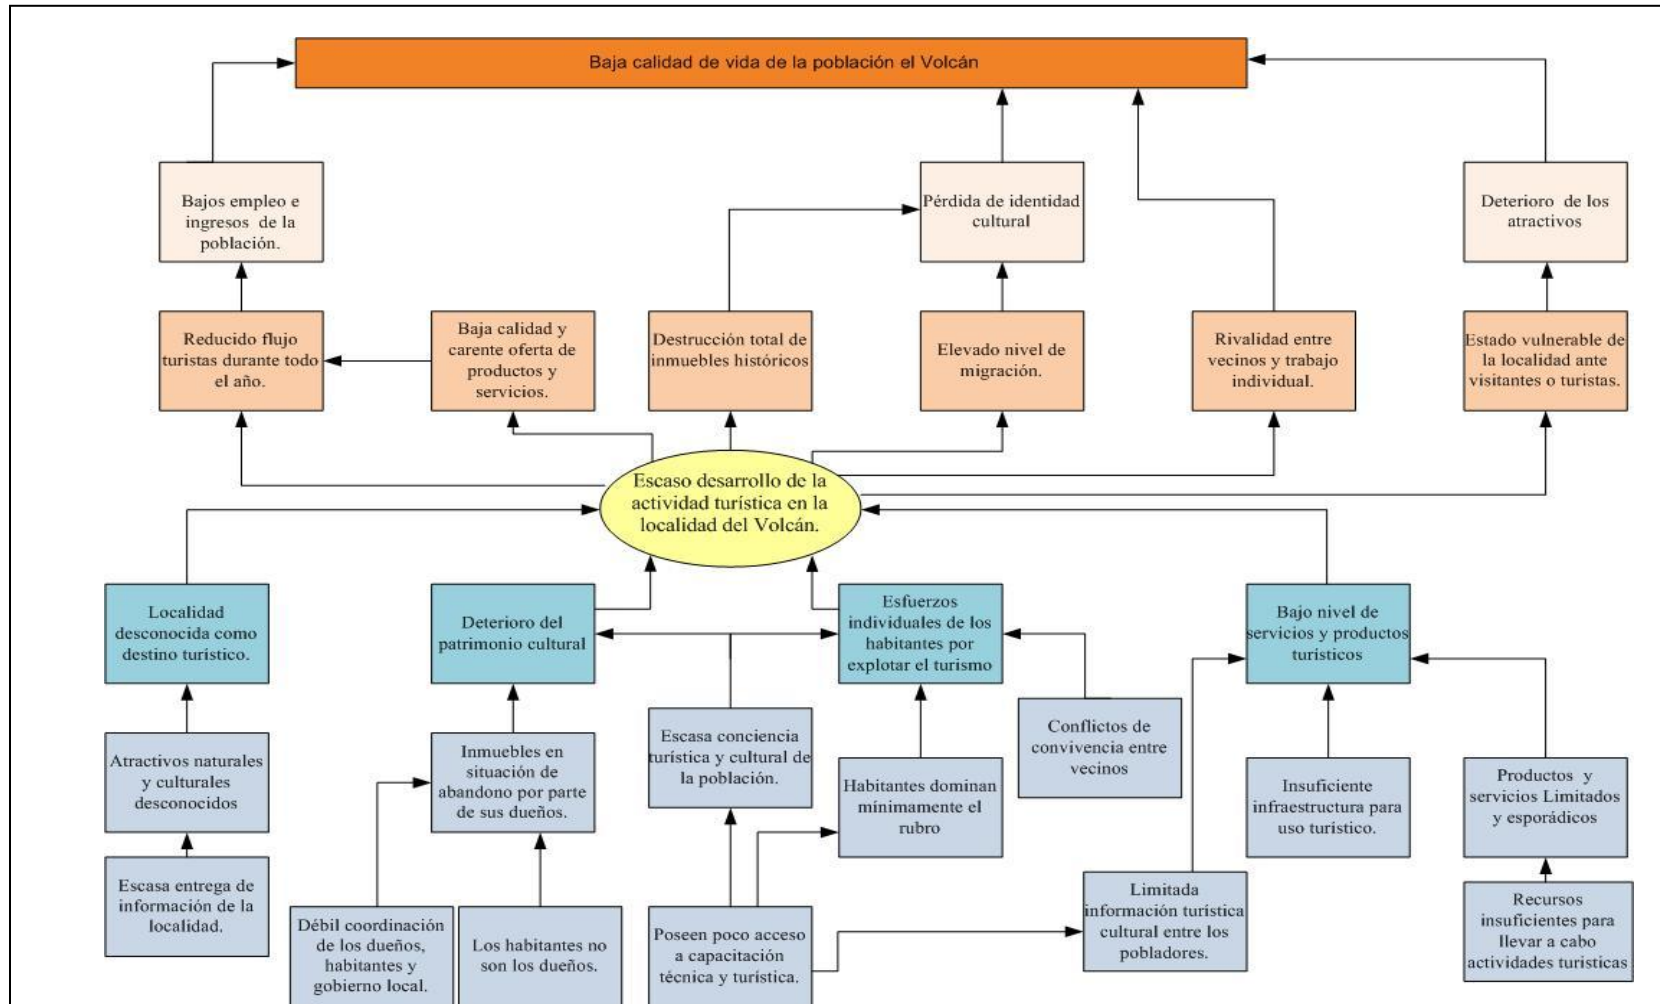 Baja calidad de vida de la población el Volcán
Bajos empleo e
ingresos de la
población.
Pérdida de identidad
cultural
Deterioro de los
atractivos
Reducido flujo
turistas durante todo
el año.
Baja calidad y
carente oferta de
productos y
servicios.
Destrucción total de
inmuebles históricos
Elevado nivel de
migración.
Rivalidad entre
vecinos y trabajo
individual.
Estado vulnerable de
la localidad ante
visitantes o turistas.
Escaso desarrollo de la
actividad turística en la
localidad del Volcán.
Localidad
desconocida como
destino turístico.
Deterioro del
patrimonio cultural
Esfuerzos
individuales de los
habitantes por
explotar el turismo
Bajo nivel de
servicios y productos
turísticos
Atractivos naturales
y culturales
desconocidos
Inmuebles en
situación de
abandono por parte
de sus dueños.
Escasa conciencia
turística y cultural de
la población.
Habitantes dominan
mínimamente el
rubro
Conflictos de
convivencia entre
vecinos
Insuficiente
infraestructura para
uso turístico.
Productos y
servicios Limitados
y esporádicos
Escasa entrega de
información de la
localidad.
Débil coordinación
de los dueños,
habitantes y
gobierno local.
Los habitantes no
son los dueños.
Poseen poco acceso
a capacitación
técnica y turística.
Limitada
información turística
cultural entre los
pobladores.
Recursos
insuficientes para
llevar a cabo
actividades turisticas